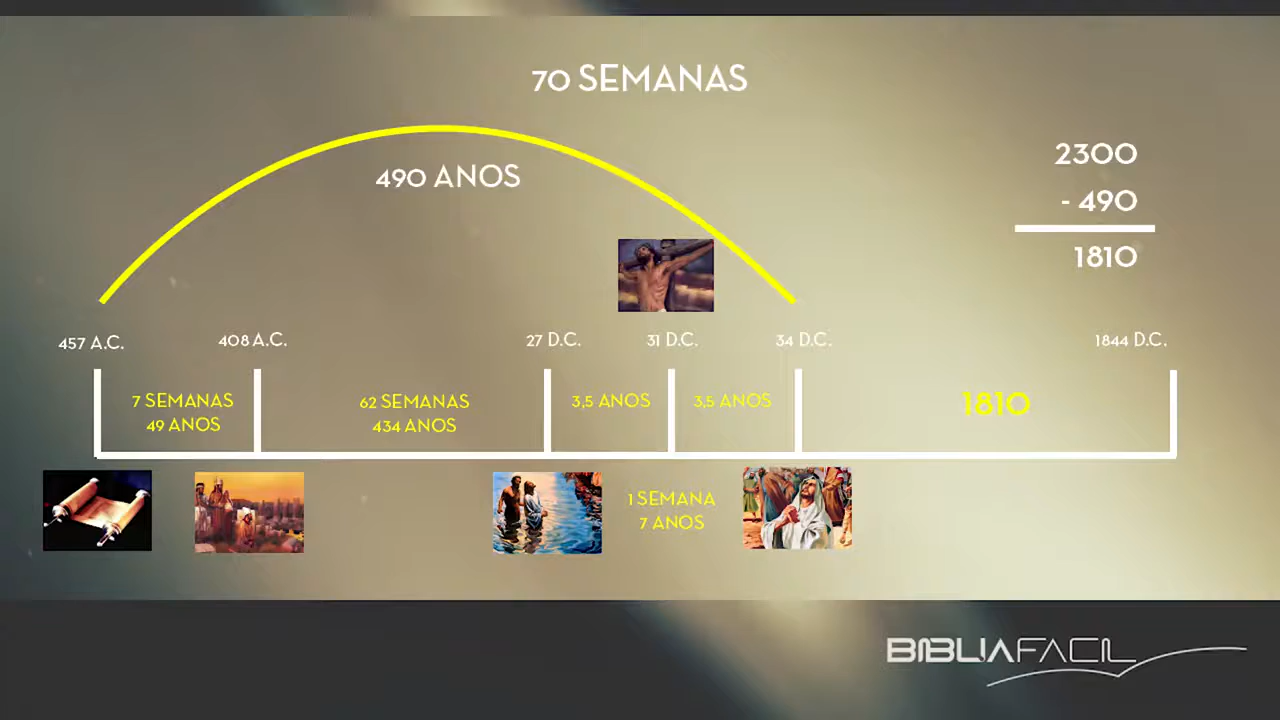 70 SEMANAS
490 ANOS
2300
- 490
1810
457 A.C.
408 A.C.
27 D.C.
31 D.C.
34 D.C.
1844 D.C.
7 SEMANAS
49 ANOS
62 SEMANAS
434 ANOS
3,5 ANOS
3,5 ANOS
1810
1 SEMANA
7 ANOS
BIBLIAFACIL